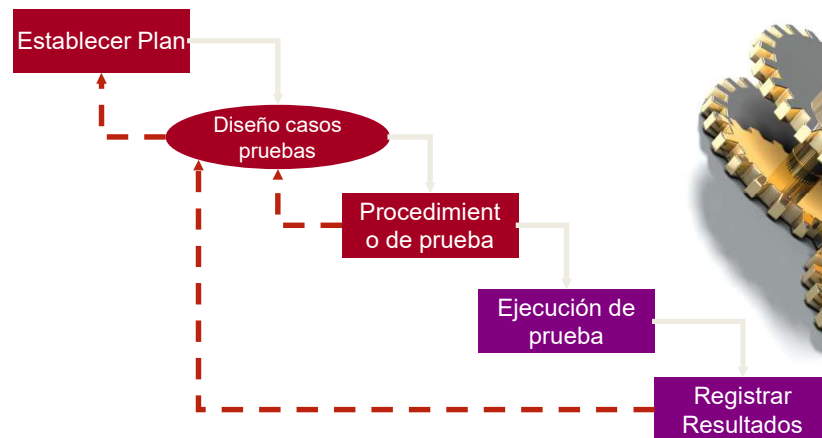 Establecer Plan
Diseño casos
pruebas
Procedimient
o de prueba
Ejecución de
prueba
Registrar
Resultados